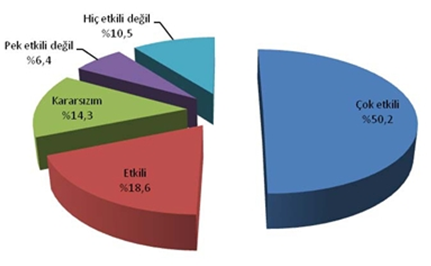 Hiç etkili değil
%10,5
Pek etkili değil
%6,4
Kararsızım
%14,3
Çok etkili
%50,2
Etkili
%18,6